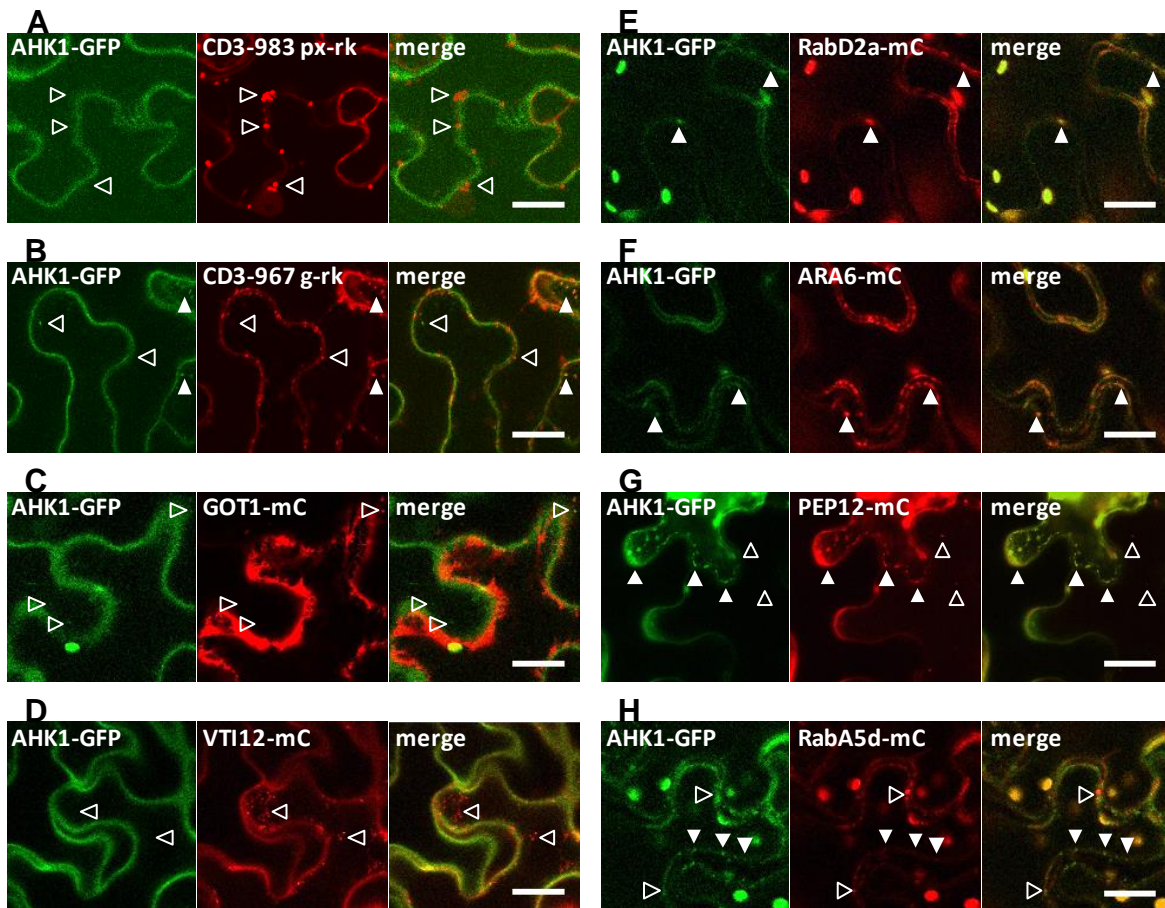 A
AHK1-GFP CD3-983 px-rk merge
B
AHK1-GFP CD3-967 g-rk merge
C
AHK1-GFP GOT1-mC merge
D
AHK1-GFP VTI12-mC merge
E
AHK1-GFP RabD2a-mC merge
F
AHK1-GFP ARA6-mC merge
G
AHK1-GFP PEP12-mC merge
H
AHK1-GFP RabA5d-mC merge